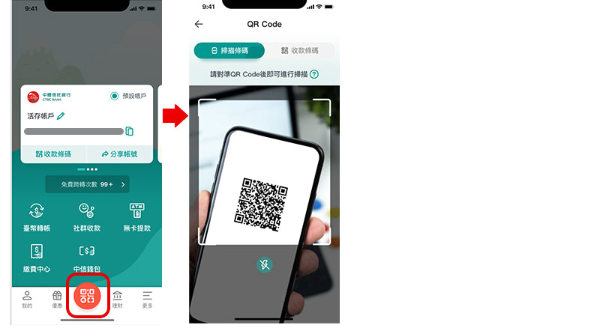 9:41
中國信託銀行
CTBC BANK
預設帳戶
活存帳戶
收款條碼
分享帳號
免費跨轉次數 99+
臺幣轉帳
社群收款
無卡提款
繳費中心
中信錢包
我的
優惠
理財
更多
9:41
QR Code
掃描條碼
收款條碼
請對準QR Code後即可進行掃描